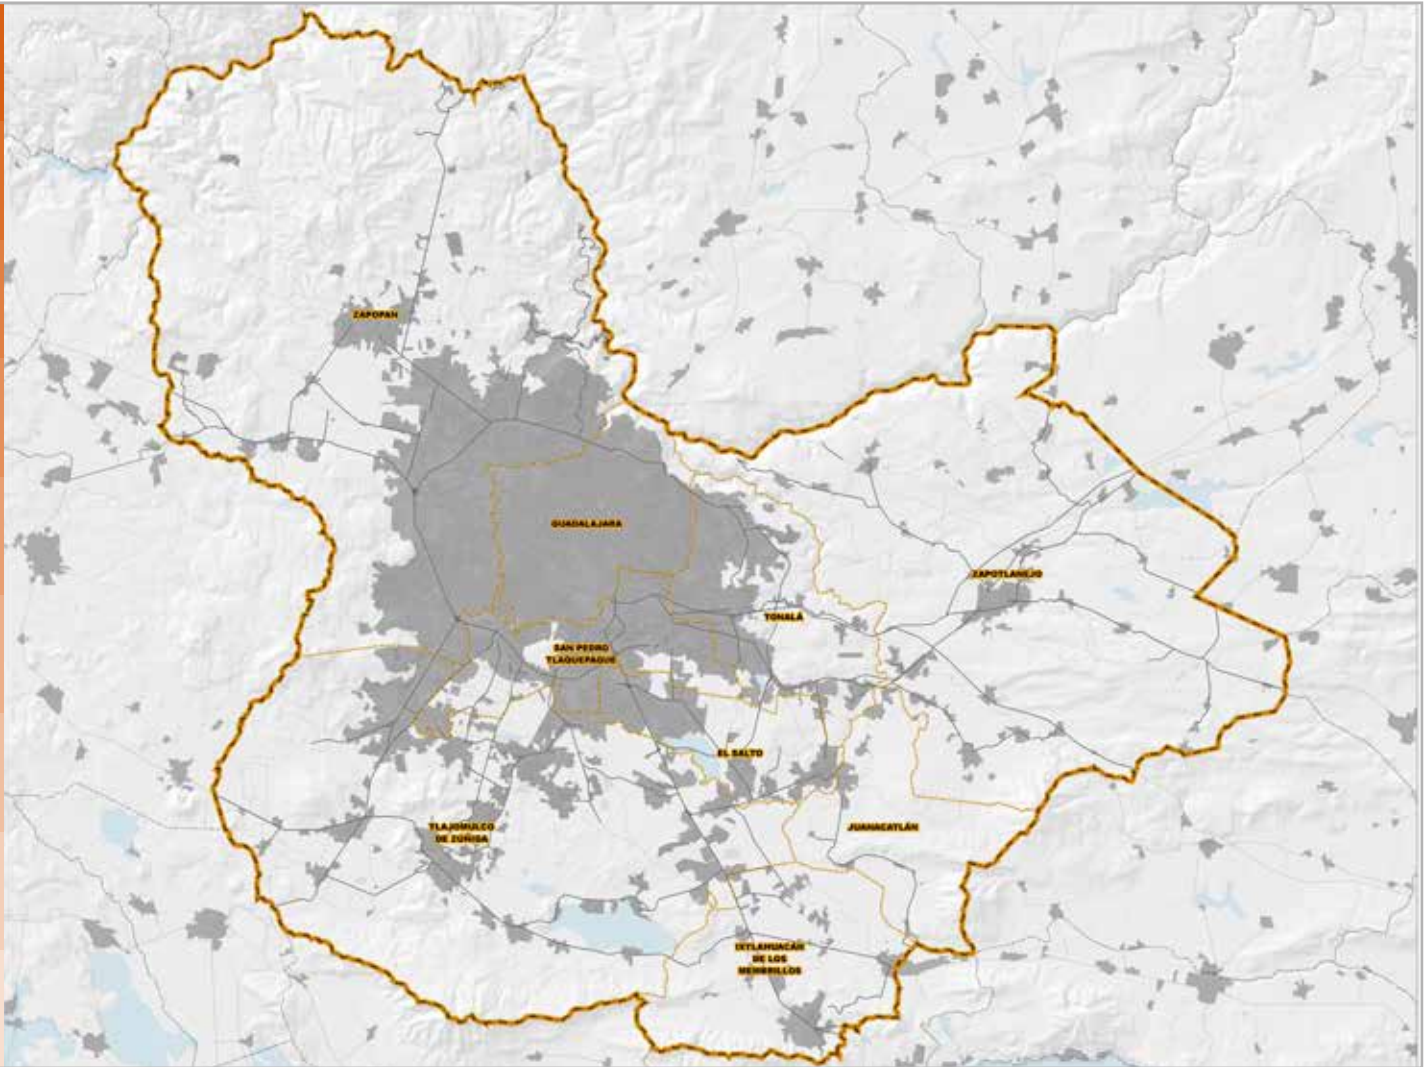 ZAPOPAN
GUADALAJARA
ZAPOTLANEJO
TONALÁ
SAN PEDRO
TLAQUEPAQUE
EL SALTO
TLAJOMULCO
DE ZÚÑIGA
JUANACATLÁN
IXTLAHUACÁN
DE LOS
MEMBRILLOS